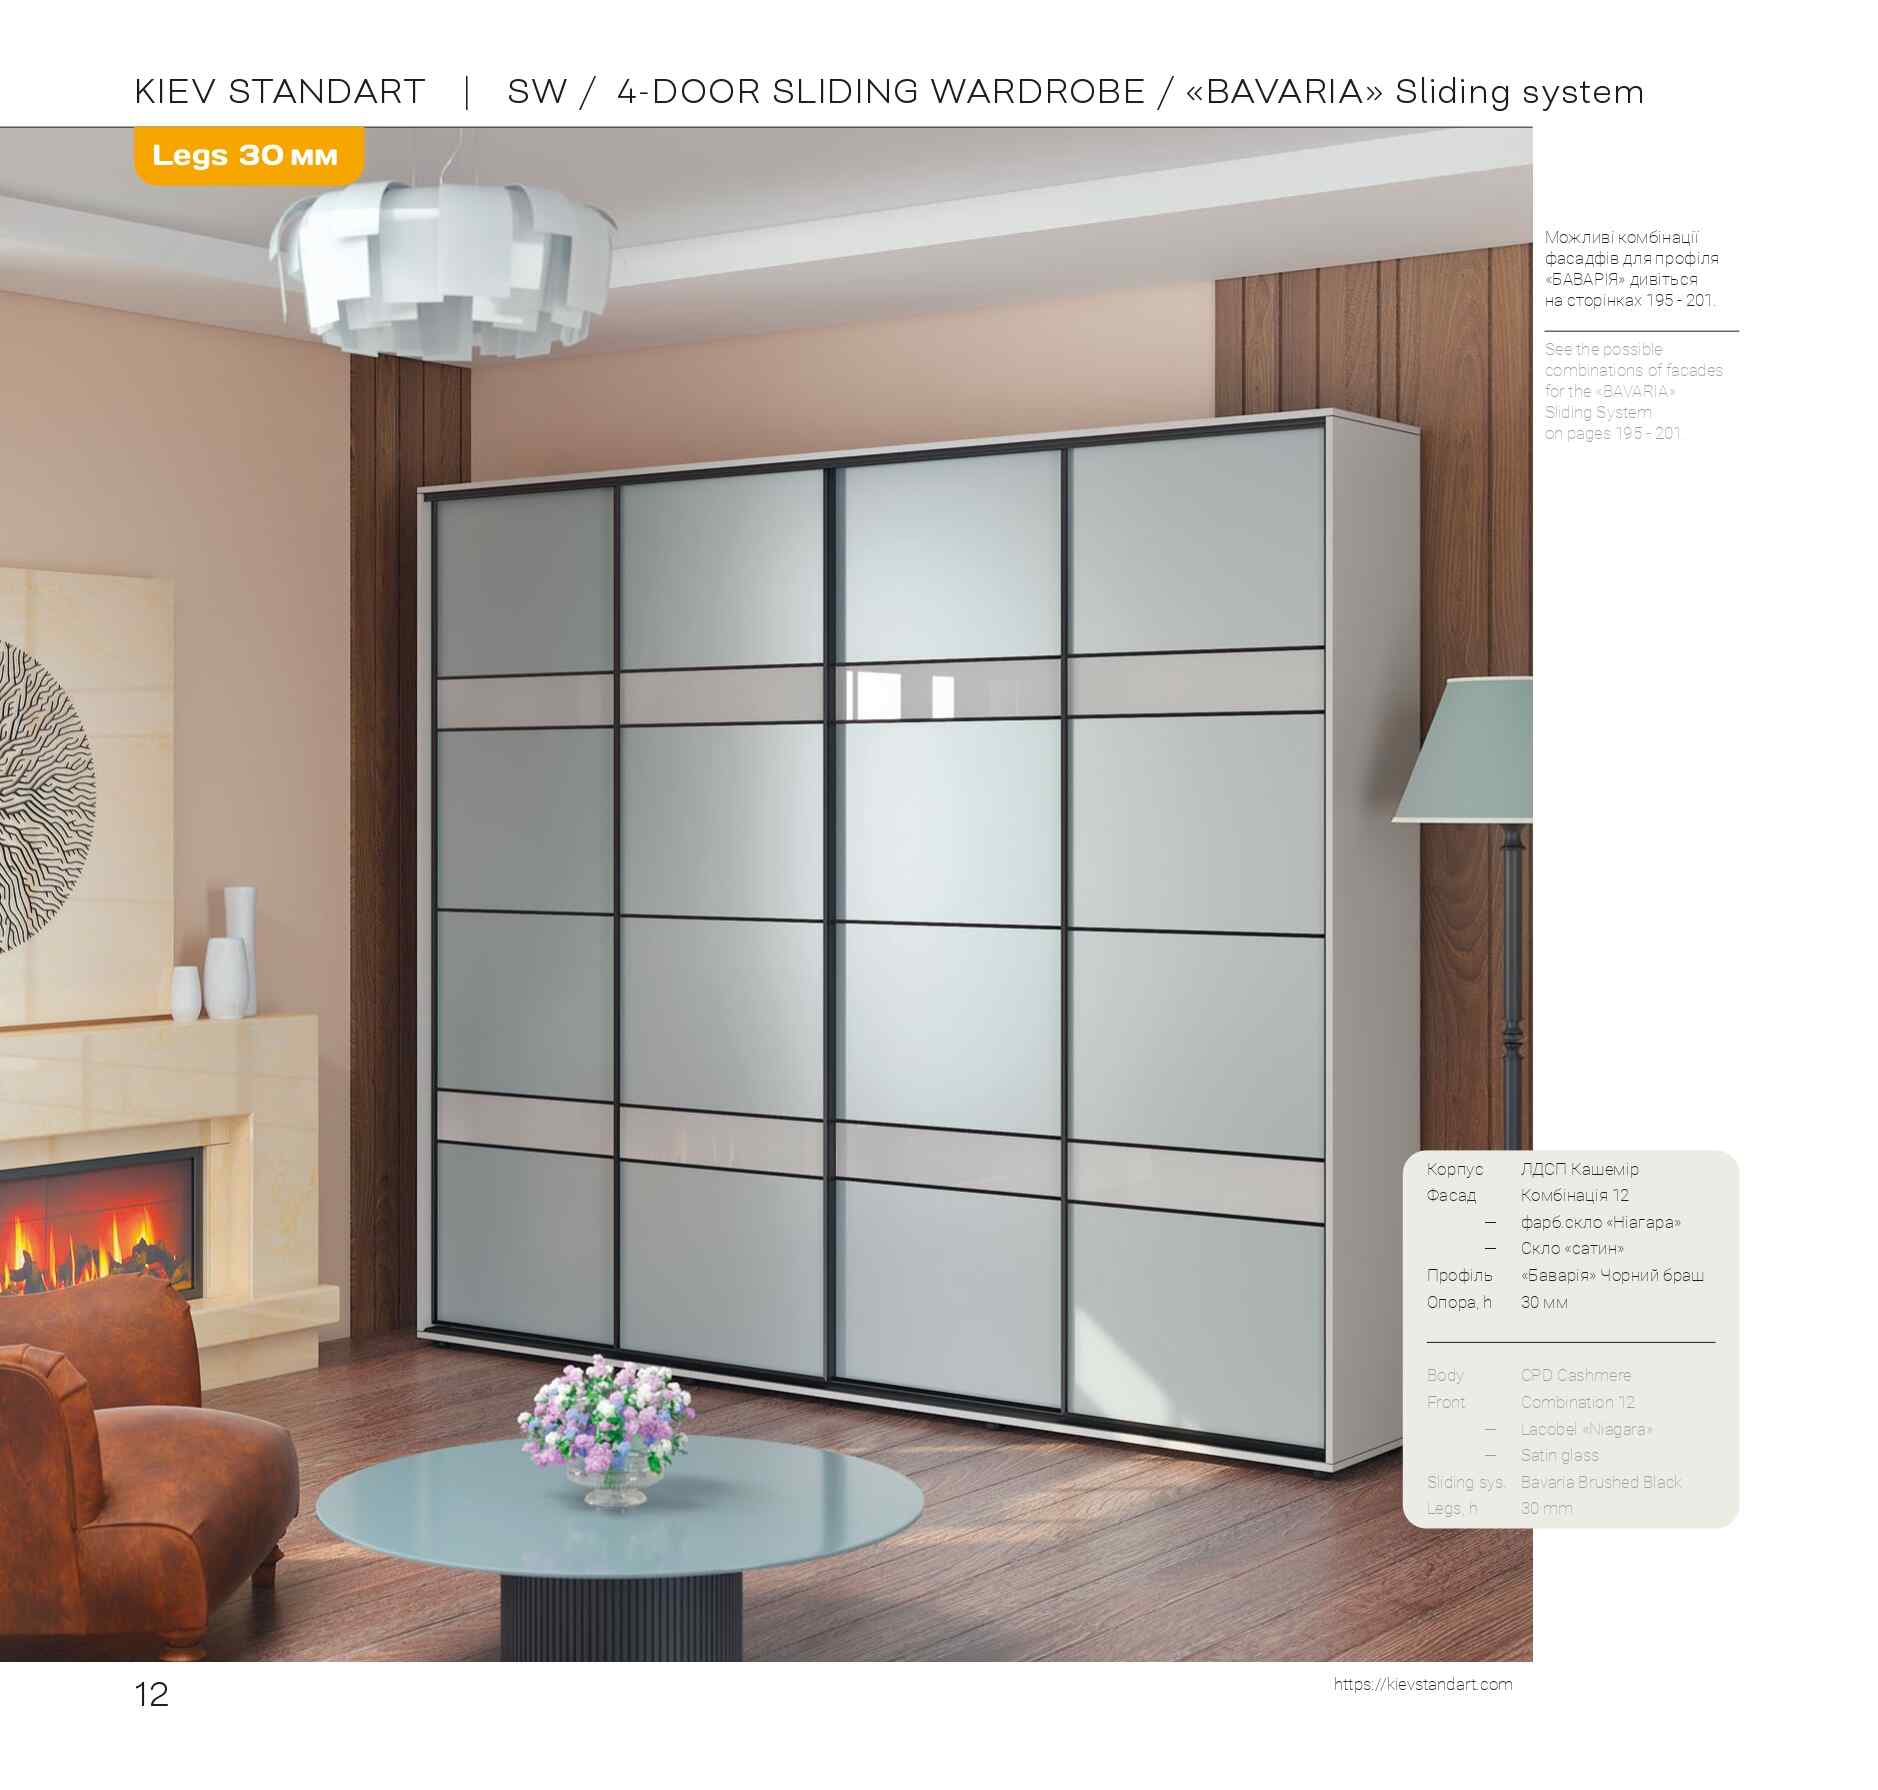 KIEV STANDART | SW / 4-DOOR SLIDING WARDROBE / «BAVARIA» Sliding system
Legs 30 мм
Можливі комбінації
фасадфів для профіля
«БАВАРІЯ» дивіться
на сторінках 195 - 201.
See the possible
combinations of facades
for the «BAVARIA»
Sliding System
on pages 195 - 201.
Корпус ЛДСП Кашемір
Фасад Комбінація 12
— фарб.скло «Ніагара»
— Скло «сатин»
Профіль «Баварія» Чорний браш
Опора, h 30 мм
Body CPD Cashmere
Front Combination 12
— Lacobel «Niagara»
— Satin glass
Sliding sys. Bavaria Brushed Black
Legs, h 30 mm
12
https://kievstandart.com